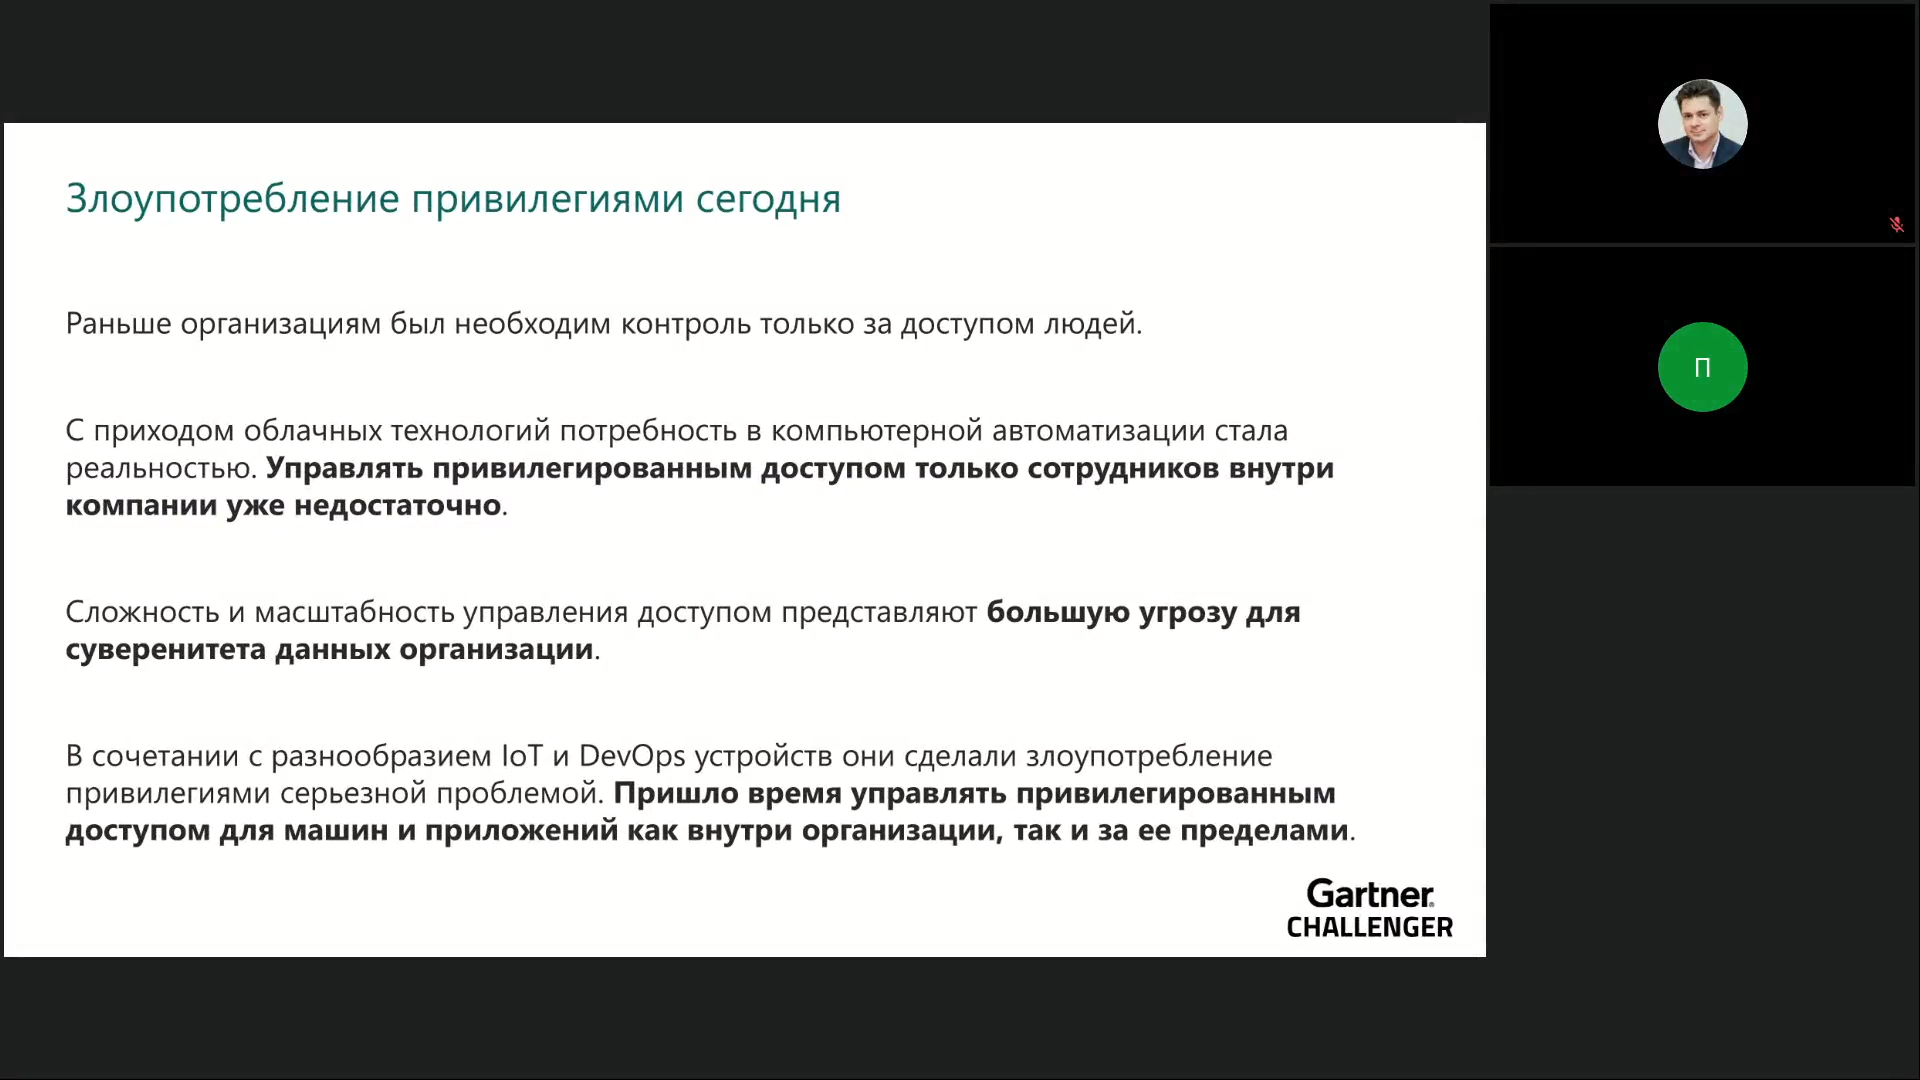 Злоупотребление привилегиями сегодня
Раньше организациям был необходим контроль только за доступом людей.
С приходом облачных технологий потребность в компьютерной автоматизации стала
реальностью. Управлять привилегированным доступом только сотрудников внутри
компании уже недостаточно.
Сложность и масштабность управления доступом представляют большую угрозу для
суверенитета данных организации.
В сочетании с разнообразием IoT и DevOps устройств они сделали злоупотребление
привилегиями серьезной проблемой. Пришло время управлять привилегированным
доступом для машин и приложений как внутри организации, так и за ее пределами.
Gartner®
CHALLENGER
П